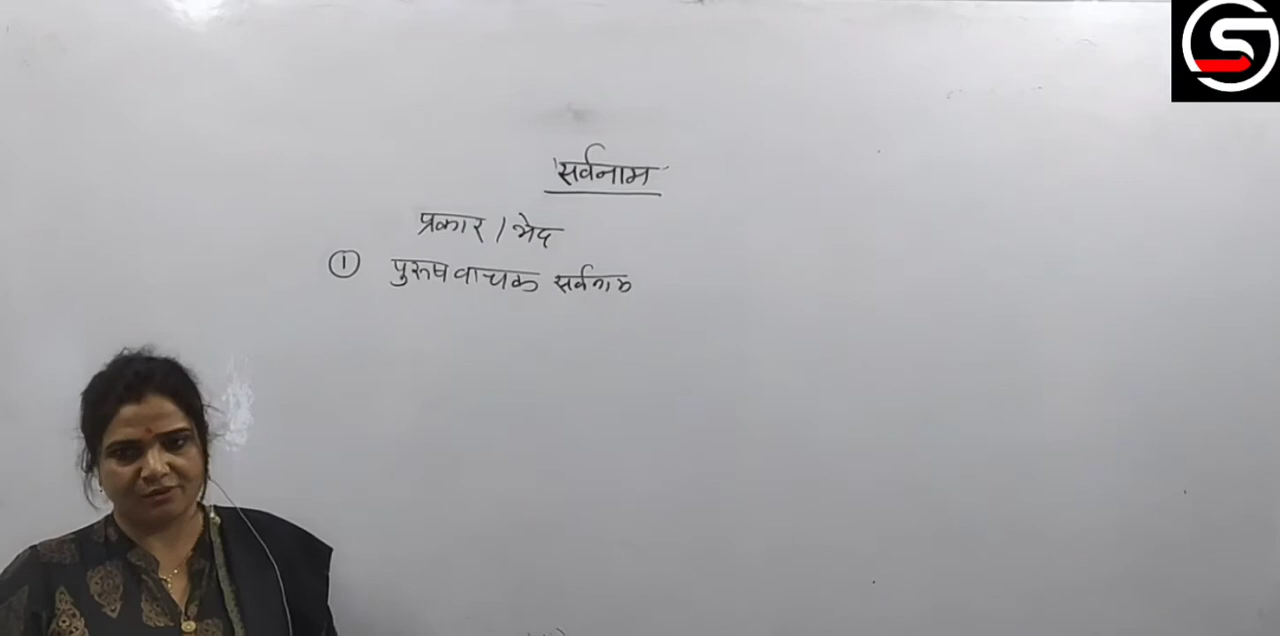 'सर्वनाम'
प्रकार / भेद
① पुरुषवाचक सर्वनाम